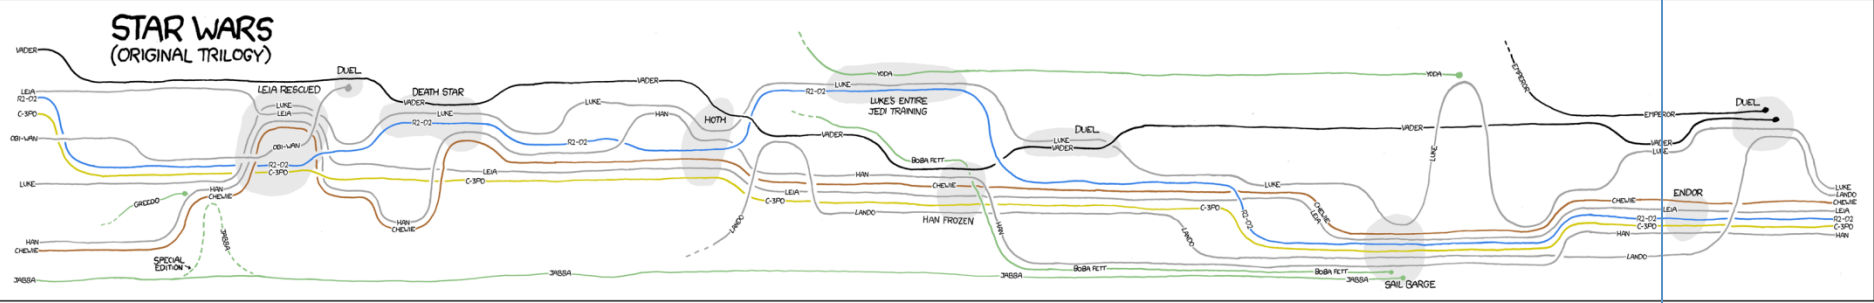 STAR WARS
(ORIGINAL TRILOGY)
VADER
LEIA
R2-D2
C-3PO
OBI-WAN
LUKE
HAN
CHEWIE
JABBA
GREEDO
SPECIAL
EDITION
JABBA
HAN
CHEWIE
LEIA RESCUED
LUKE
LEIA
OBI-WAN
R2-D2
C-3PO
DUEL
DEATH STAR
VADER
LUKE
R2-D2
HAN
CHEWIE
C-3PO
LEIA
JABBA
R2-D2
LUKE
VADER
HAN
HOTH
LANDO
C-3PO
LEIA
R2-D2
LUKE
VADER
HAN
LANDO
YODA
LUKE'S ENTIRE
JEDI TRAINING
BOBA FETT
CHEWIE
HAN FROZEN
HAN
JABBA
BOBA FETT
DUEL
LUKE
VADER
LANDO
C-3PO
R2-D2
LUKE
CHEWIE
LEIA
BOBA FETT
JABBA
SAIL BARGE
VADER
LUKE
YODA
EMPEROR
EMPEROR
VADER
LUKE
CHEWIE
LEIA
R2-D2
C-3PO
HAN
LANDO
ENDOR
DUEL
LUKE
LANDO
CHEWIE
LEIA
R2-D2
C-3PO
HAN